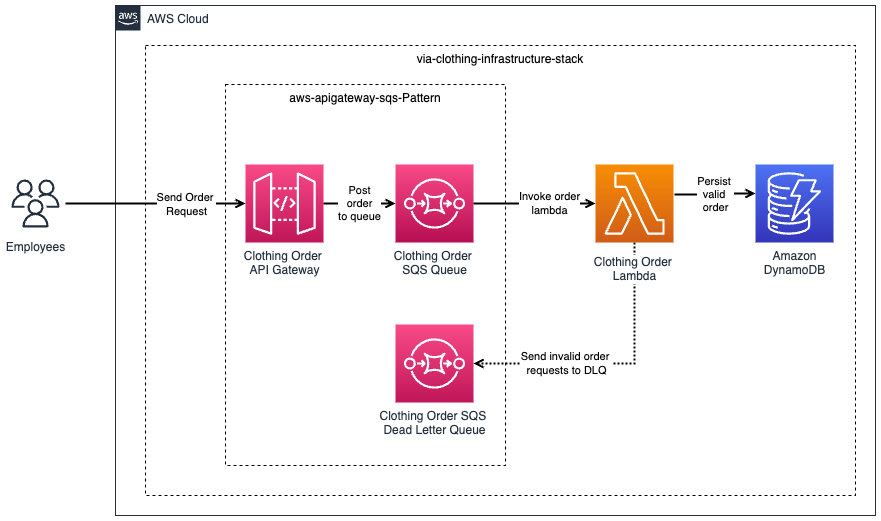 aws
AWS Cloud
via-clothing-infrastructure-stack
aws-apigateway-sqs-Pattern
Employees
Send Order
Request
Clothing Order
API Gateway
Post
order
to queue
Clothing Order
SQS Queue
Invoke order
lambda
Clothing Order
Lambda
Persist
valid
order
Amazon
DynamoDB
Send invalid order
requests to DLQ
Clothing Order SQS
Dead Letter Queue